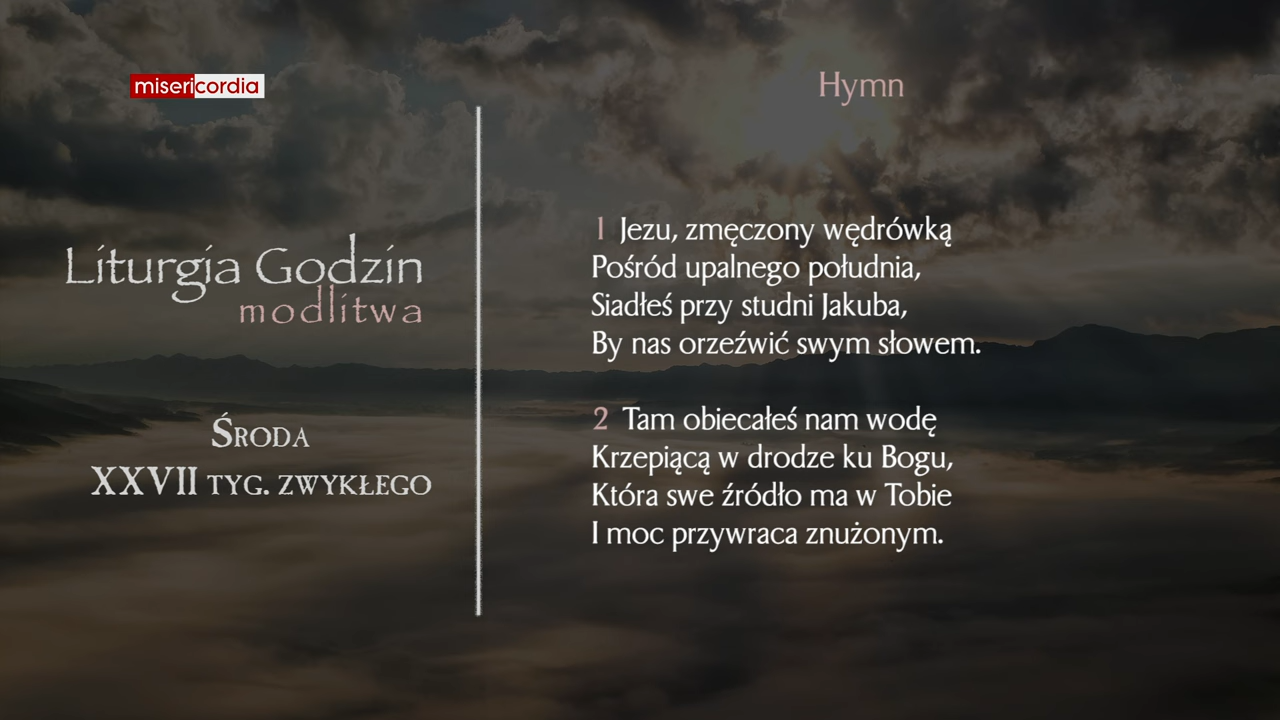 misericordia
Liturgia Godzin
modlitwa
Środa
XXVII tyg. zwykłego
Hymn
1 Jezu, zmęczony wędrówką
Pośród upalnego południa,
Siadłeś przy studni Jakuba,
By nas orzeźwić swym słowem.
2 Tam obiecałeś nam wodę
Krzepiącą w drodze ku Bogu,
Która swe źródło ma w Tobie
I moc przywraca znużonym.